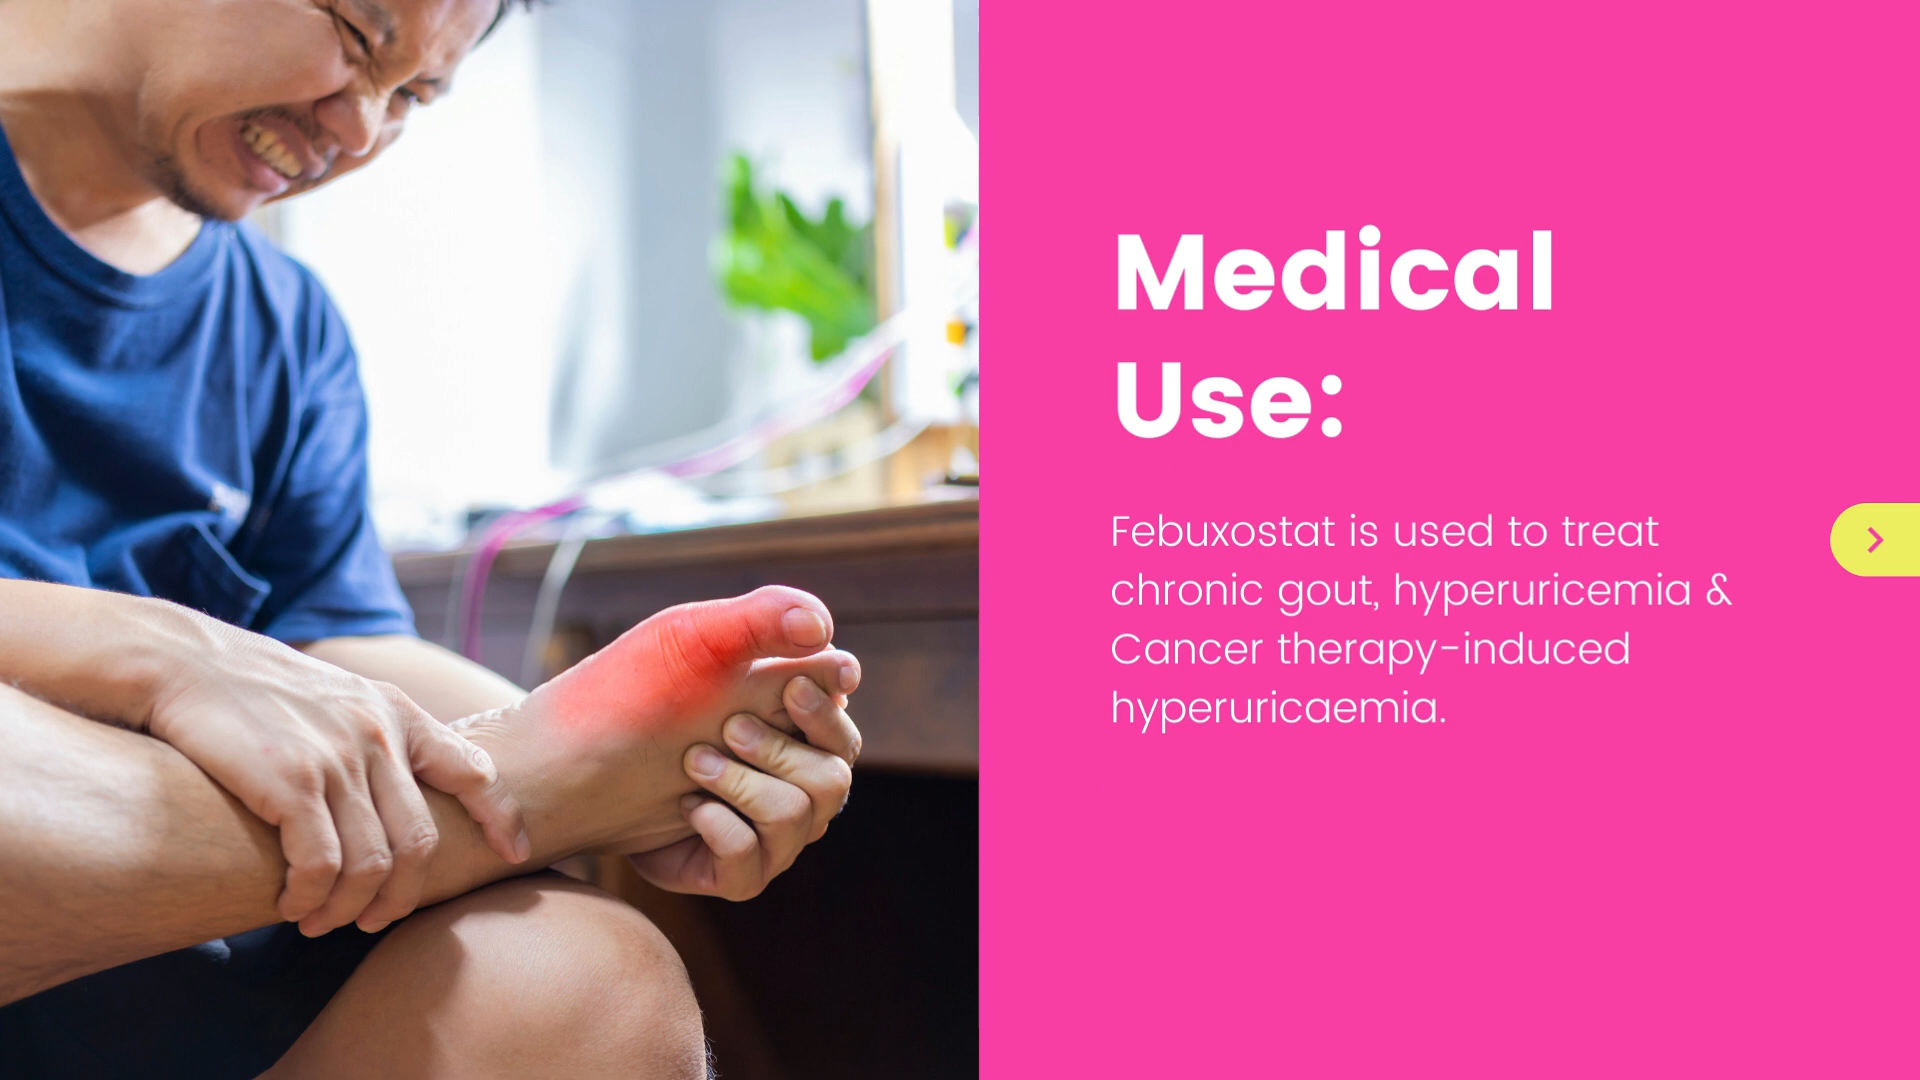 Medical
Use:
Febuxostat is used to treat
chronic gout, hyperuricemia &
Cancer therapy-induced
hyperuricaemia.